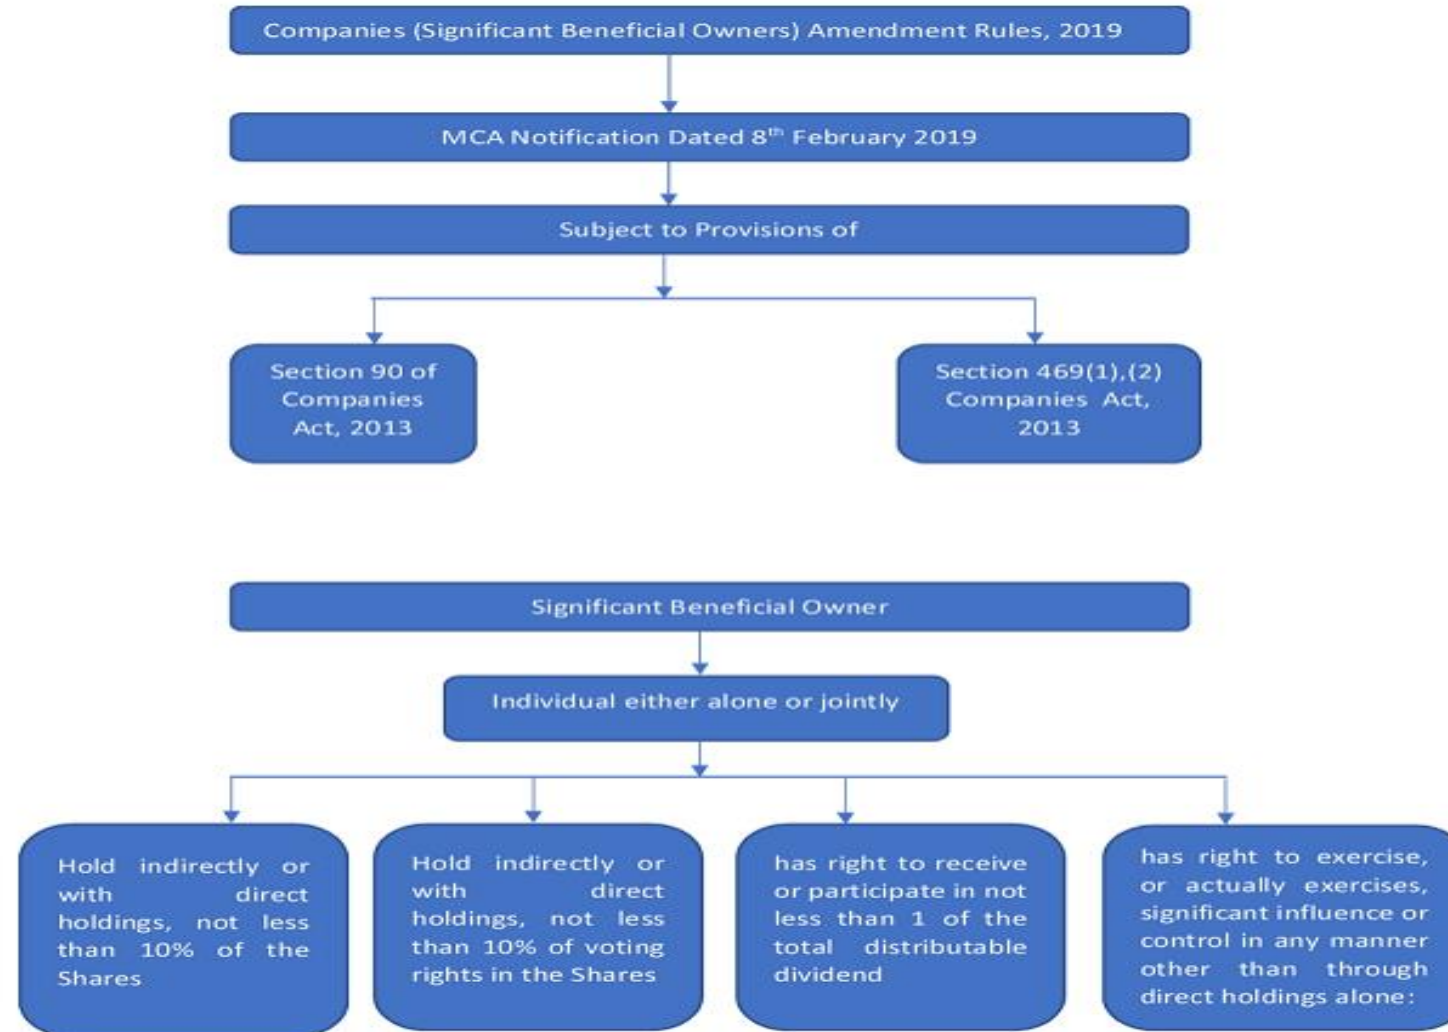 Companies (Significant Beneficial Owners) Amendment Rules, 2019
MCA Notification Dated 8th February 2019
Subject to Provisions of
Section 90 of
Companies
Act, 2013
Section 469(1),(2)
Companies Act,
2013
Significant Beneficial Owner
Individual either alone or jointly
Hold indirectly or
with direct
holdings, not less
than 10% of the
Shares
Hold indirectly or
with direct
holdings, not less
than 10% of voting
rights in the Shares
has right to receive
or participate in not
less than 1 of the
total distributable
dividend
has right to exercise,
or actually exercises,
significant influence or
control in any manner
other than through
direct holdings alone: